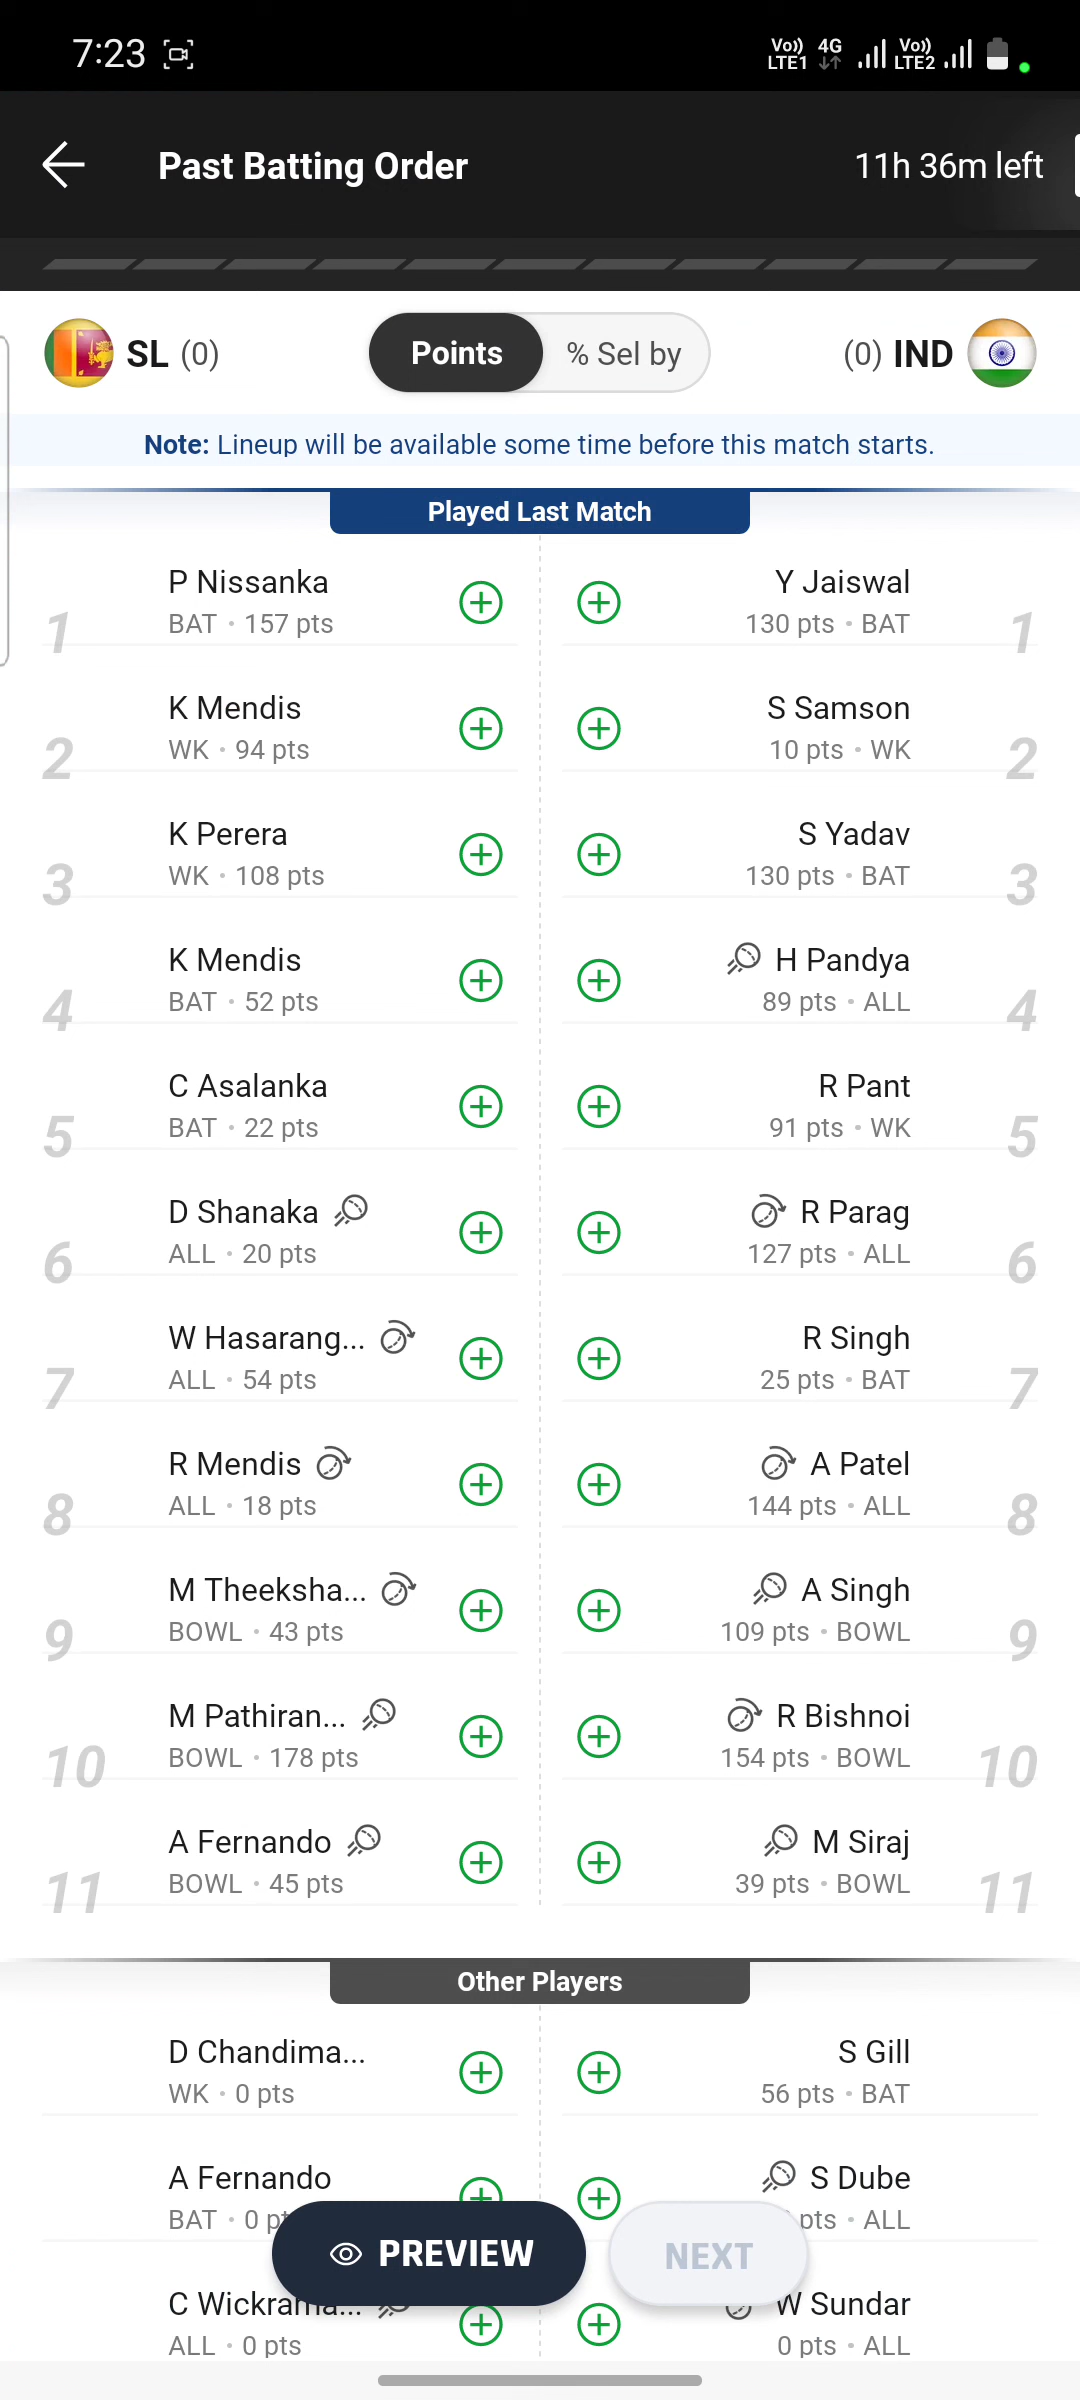 7:23
Vo)) LTE1 4G Vo)) LTE2
Past Batting Order 11h 36m left
SL (0) Points % Sel by (0) IND
Note: Lineup will be available some time before this match starts.
Played Last Match
1 P Nissanka Y Jaiswal 1
BAT • 157 pts 130 pts • BAT
2 K Mendis S Samson 2
WK • 94 pts 10 pts • WK
3 K Perera S Yadav 3
WK • 108 pts 130 pts • BAT
4 K Mendis H Pandya 4
BAT • 52 pts 89 pts • ALL
5 C Asalanka R Pant 5
BAT • 22 pts 91 pts • WK
6 D Shanaka R Parag 6
ALL • 20 pts 127 pts • ALL
7 W Hasarang... R Singh 7
ALL • 54 pts 25 pts • BAT
8 R Mendis A Patel 8
ALL • 18 pts 144 pts • ALL
9 M Theeksha... A Singh 9
BOWL • 43 pts 109 pts • BOWL
10 M Pathiran... R Bishnoi 10
BOWL • 178 pts 154 pts • BOWL
11 A Fernando M Siraj 11
BOWL • 45 pts 39 pts • BOWL
Other Players
D Chandima... S Gill
WK • 0 pts 56 pts • BAT
A Fernando S Dube
BAT • 0 pts • ALL
PREVIEW NEXT
C Wickrama... W Sundar
ALL • 0 pts 0 pts • ALL